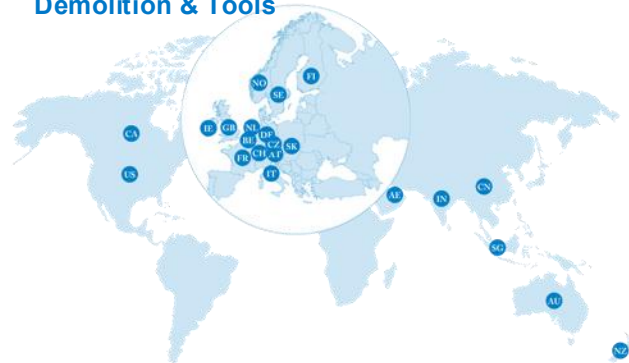 Demolition & Tools
NO
FI
SE
IE
GB
NL
DE
BE
CZ
SK
FR
CH
AT
IT
CA
US
AE
IN
CN
SG
AU
NZ